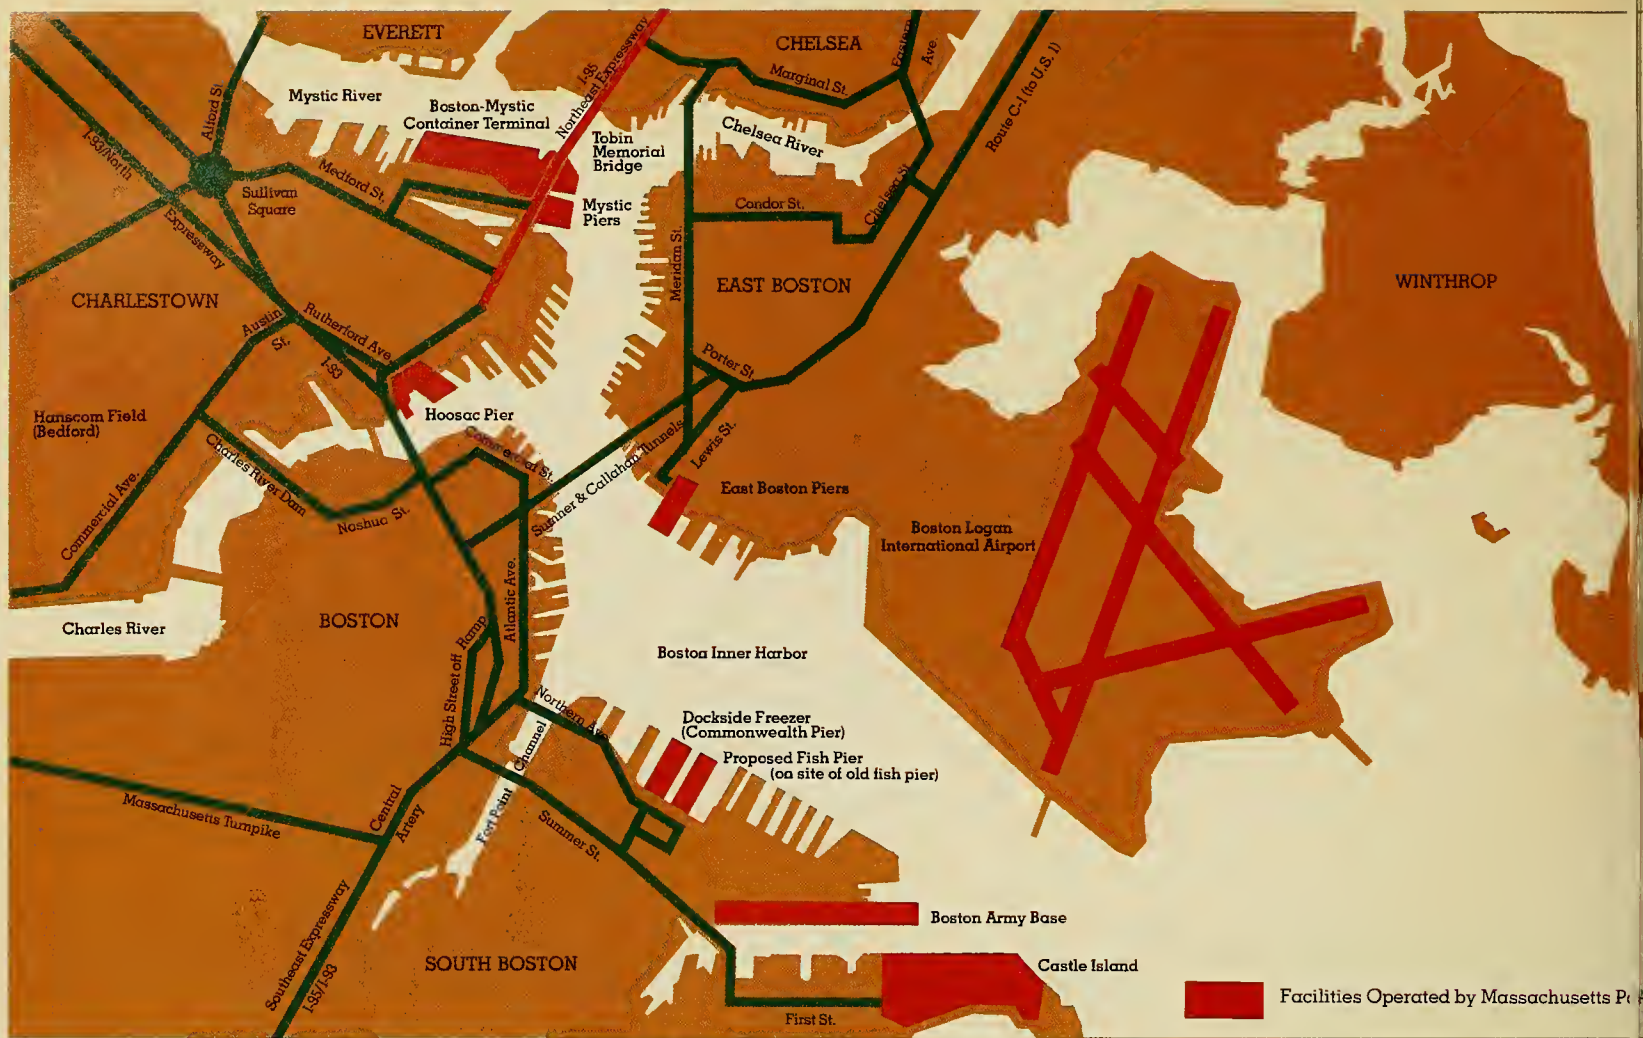 EVERETT
CHELSEA
I-95
Northeast Expressway
Eastern
Ave.
Marginal St.
Route C-1 (to U.S. 1)
Alford St.
Mystic River
Boston-Mystic
Container Terminal
Tobin
Memorial
Bridge
Chelsea River
I-93/North
Expressway
Sullivan
Square
Medford St.
Mystic
Piers
Condor St.
Chelsea St.
Meridan St.
EAST BOSTON
WINTHROP
CHARLESTOWN
Austin
St.
Rutherford Ave.
I-93
Porter St.
Hanscom Field
(Bedford)
Hoosac Pier
Commercial St.
Lewis St.
Sumner & Callahan Tunnels
Charles River Dam
Commercial Ave.
Nashua St.
East Boston Piers
Boston Logan
International Airport
Atlantic Ave.
BOSTON
Charles River
High Street off Ramp
Boston Inner Harbor
Northern Ave.
Dockside Freezer
(Commonwealth Pier)
Proposed Fish Pier
(on site of old fish pier)
Fort Point Channel
Massachusetts Turnpike
Central
Artery
Summer St.
Southeast Expressway
I-95/I-93
Boston Army Base
SOUTH BOSTON
Castle Island
First St.
Facilities Operated by Massachusetts